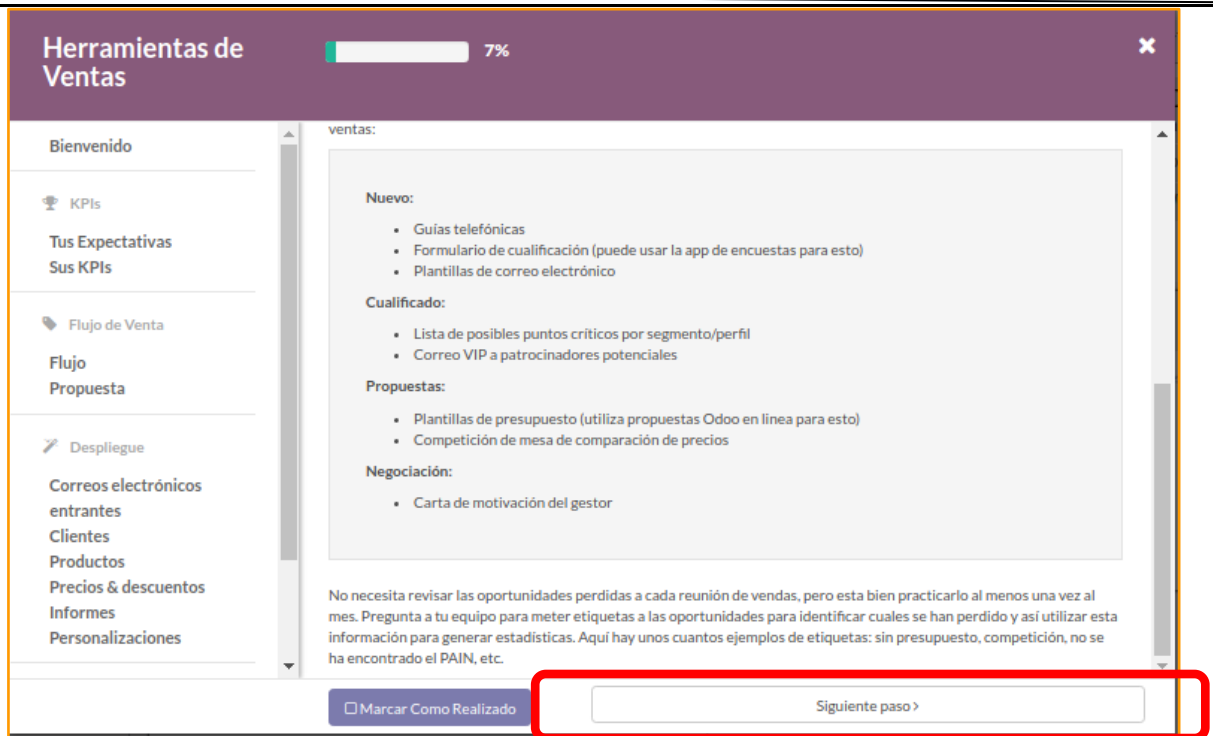 Herramientas de
Ventas
7%
×
Bienvenido
KPIs
Tus Expectativas
Sus KPIs
Flujo de Venta
Flujo
Propuesta
Despliegue
Correos electrónicos
entrantes
Clientes
Productos
Precios & descuentos
Informes
Personalizaciones
ventas:
Nuevo:
• Guías telefónicas
• Formulario de cualificación (puede usar la app de encuestas para esto)
• Plantillas de correo electrónico
Cualificado:
• Lista de posibles puntos críticos por segmento/perfil
• Correo VIP a patrocinadores potenciales
Propuestas:
• Plantillas de presupuesto (utiliza propuestas Odoo en linea para esto)
• Competición de mesa de comparación de precios
Negociación:
• Carta de motivación del gestor
No necesita revisar las oportunidades perdidas a cada reunión de vendas, pero esta bien practicarlo al menos una vez al
mes. Pregunta a tu equipo para meter etiquetas a las oportunidades para identificar cuales se han perdido y así utilizar esta
información para generar estadísticas. Aquí hay unos cuantos ejemplos de etiquetas: sin presupuesto, competición, no se
ha encontrado el PAIN, etc.
Marcar Como Realizado
Siguiente paso ›